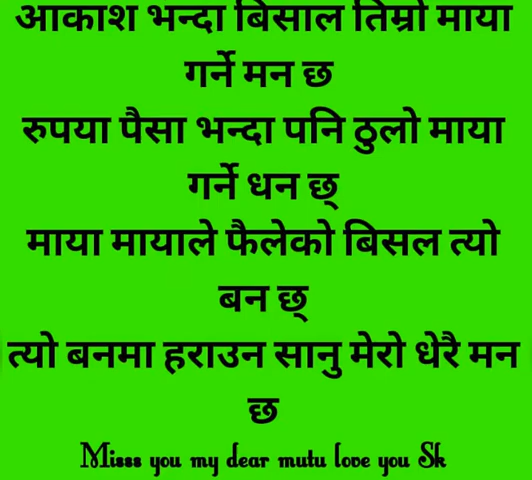 आकाश भन्दा बिसाल तिम्रो माया
गर्ने मन छ
रुपया पैसा भन्दा पनि ठुलो माया
गर्ने धन छ्
माया मायाले फैलेको बिसल त्यो
बन छ्
त्यो बनमा हराउन सानु मेरो धेरै मन
छ
Misss you my dear mutu love you Sk